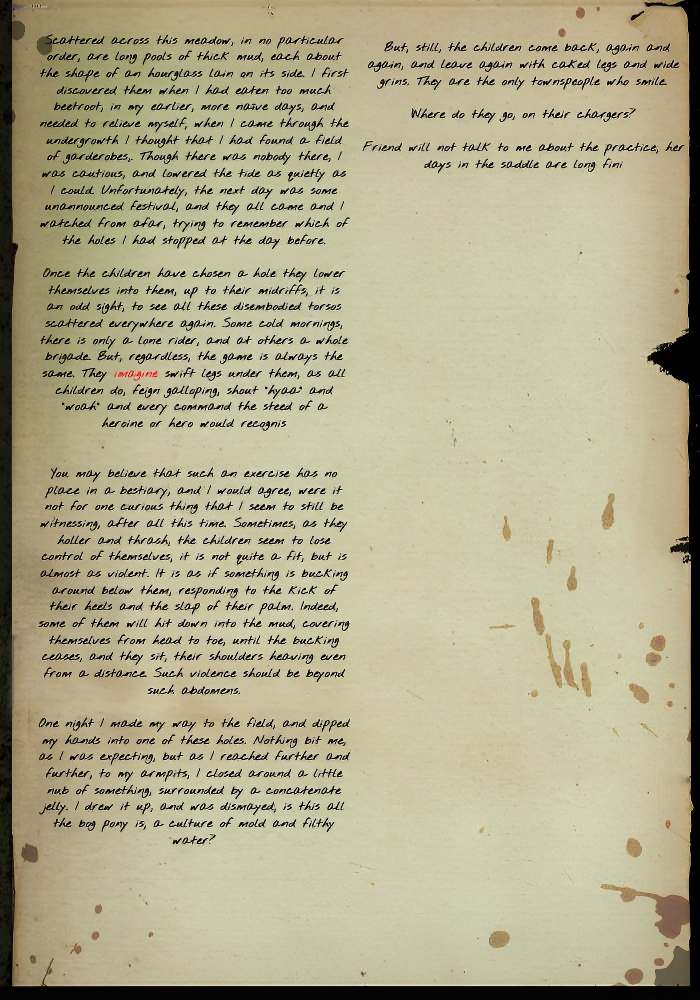 Scattered across this meadow, in no particular
order, are long pools of thick mud, each about
the shape of an hourglass lain on its side. I first
discovered them when I had eaten too much
beetroot, in my earlier, more naive days, and
needed to relieve myself, when I came through the
undergrowth I thought that I had found a field
of garderobes,. Though there was nobody there, I
was cautious, and lowered the tide as quietly as
I could. Unfortunately, the next day was some
unannounced festival, and they all came and I
watched from afar, trying to remember which of
the holes I had stopped at the day before.
Once the children have chosen a hole they lower
themselves into them, up to their midriffs, it is
an odd sight, to see all these disembodied torsos
scattered everywhere again. Some cold mornings,
there is only a lone rider, and at others a whole
brigade. But, regardless, the game is always the
same. They imagine swift legs under them, as all
children do, feign galloping, shout "hyaa" and
"woah" and every command the steed of a
heroine or hero would recognis
You may believe that such an exercise has no
place in a bestiary, and I would agree, were it
not for one curious thing that I seem to still be
witnessing, after all this time. Sometimes, as they
holler and thrash, the children seem to lose
control of themselves, it is not quite a fit, but is
almost as violent. It is as if something is bucking
around below them, responding to the kick of
their heels and the slap of their palm. Indeed,
some of them will hit down into the mud, covering
themselves from head to toe, until the bucking
ceases, and they sit, their shoulders heaving even
from a distance. Such violence should be beyond
such abdomens.
One night I made my way to the field, and dipped
my hands into one of these holes. Nothing bit me,
as I was expecting, but as I reached further and
further, to my armpits, I closed around a little
nub of something, surrounded by a concatenate
jelly. I drew it up, and was dismayed, is this all
the bog pony is, a culture of mold and filthy
water?
But, still, the children come back, again and
again, and leave again with caked legs and wide
grins. They are the only townspeople who smile.
Where do they go, on their chargers?
Friend will not talk to me about the practice, her
days in the saddle are long fini